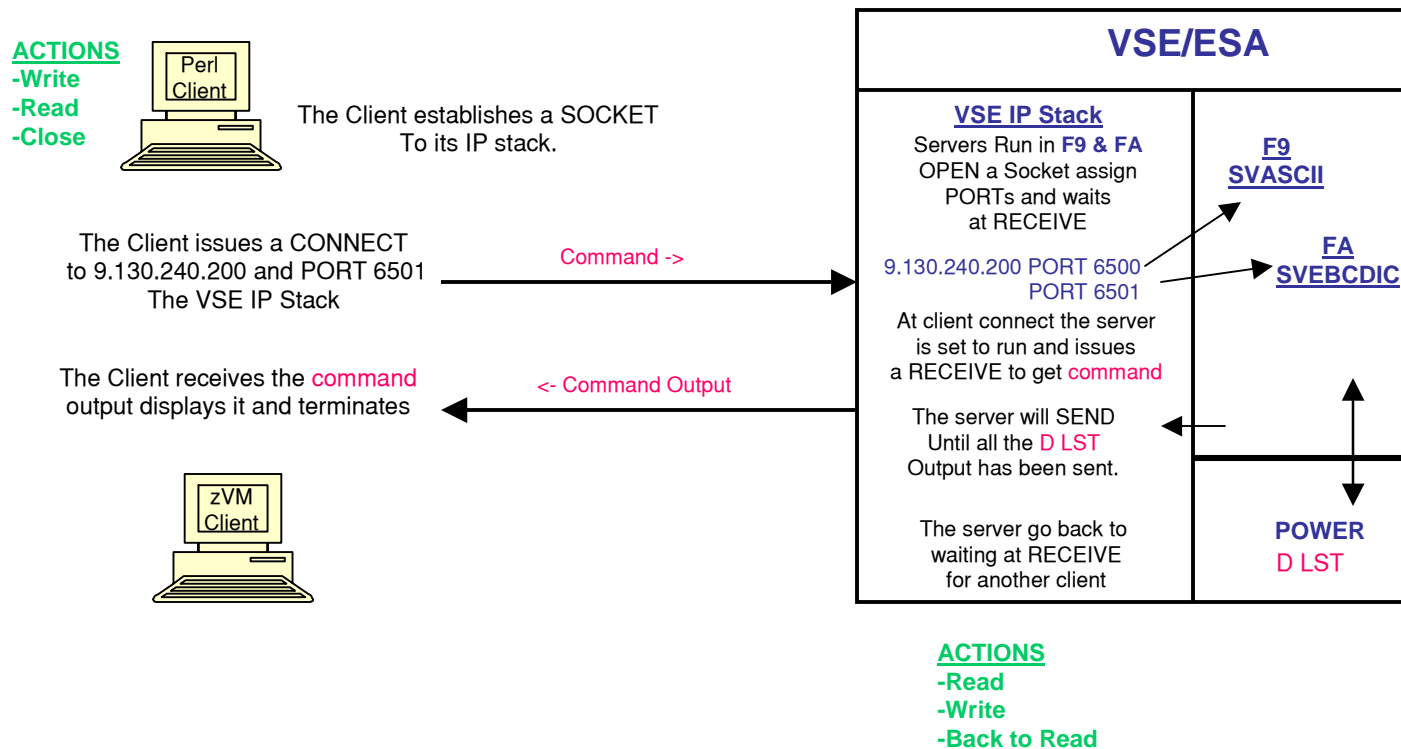 ACTIONS
-Write
-Read
-Close
Perl
Client
The Client establishes a SOCKET
To its IP stack.
The Client issues a CONNECT
to 9.130.240.200 and PORT 6501
The VSE IP Stack
Command ->
The Client receives the command
output displays it and terminates
<- Command Output
zVM
Client
VSE/ESA
VSE IP Stack
Servers Run in F9 & FA
OPEN a Socket assign
PORTs and waits
at RECEIVE
9.130.240.200 PORT 6500
PORT 6501
At client connect the server
is set to run and issues
a RECEIVE to get command
The server will SEND
Until all the D LST
Output has been sent.
The server go back to
waiting at RECEIVE
for another client
F9
SVASCII
FA
SVEBCDIC
POWER
D LST
ACTIONS
-Read
-Write
-Back to Read